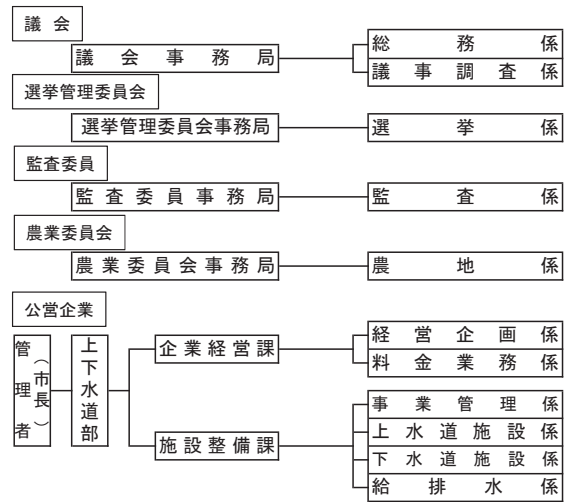 議会
議会事務局
総務係
議事調査係
選挙管理委員会
選挙管理委員会事務局
選挙係
監査委員
監査委員事務局
監査係
農業委員会
農業委員会事務局
農地係
公営企業
管理者
（市長）
上下水道部
企業経営課
経営企画係
料金業務係
施設整備課
事業管理係
上水道施設係
下水道施設係
給排水係